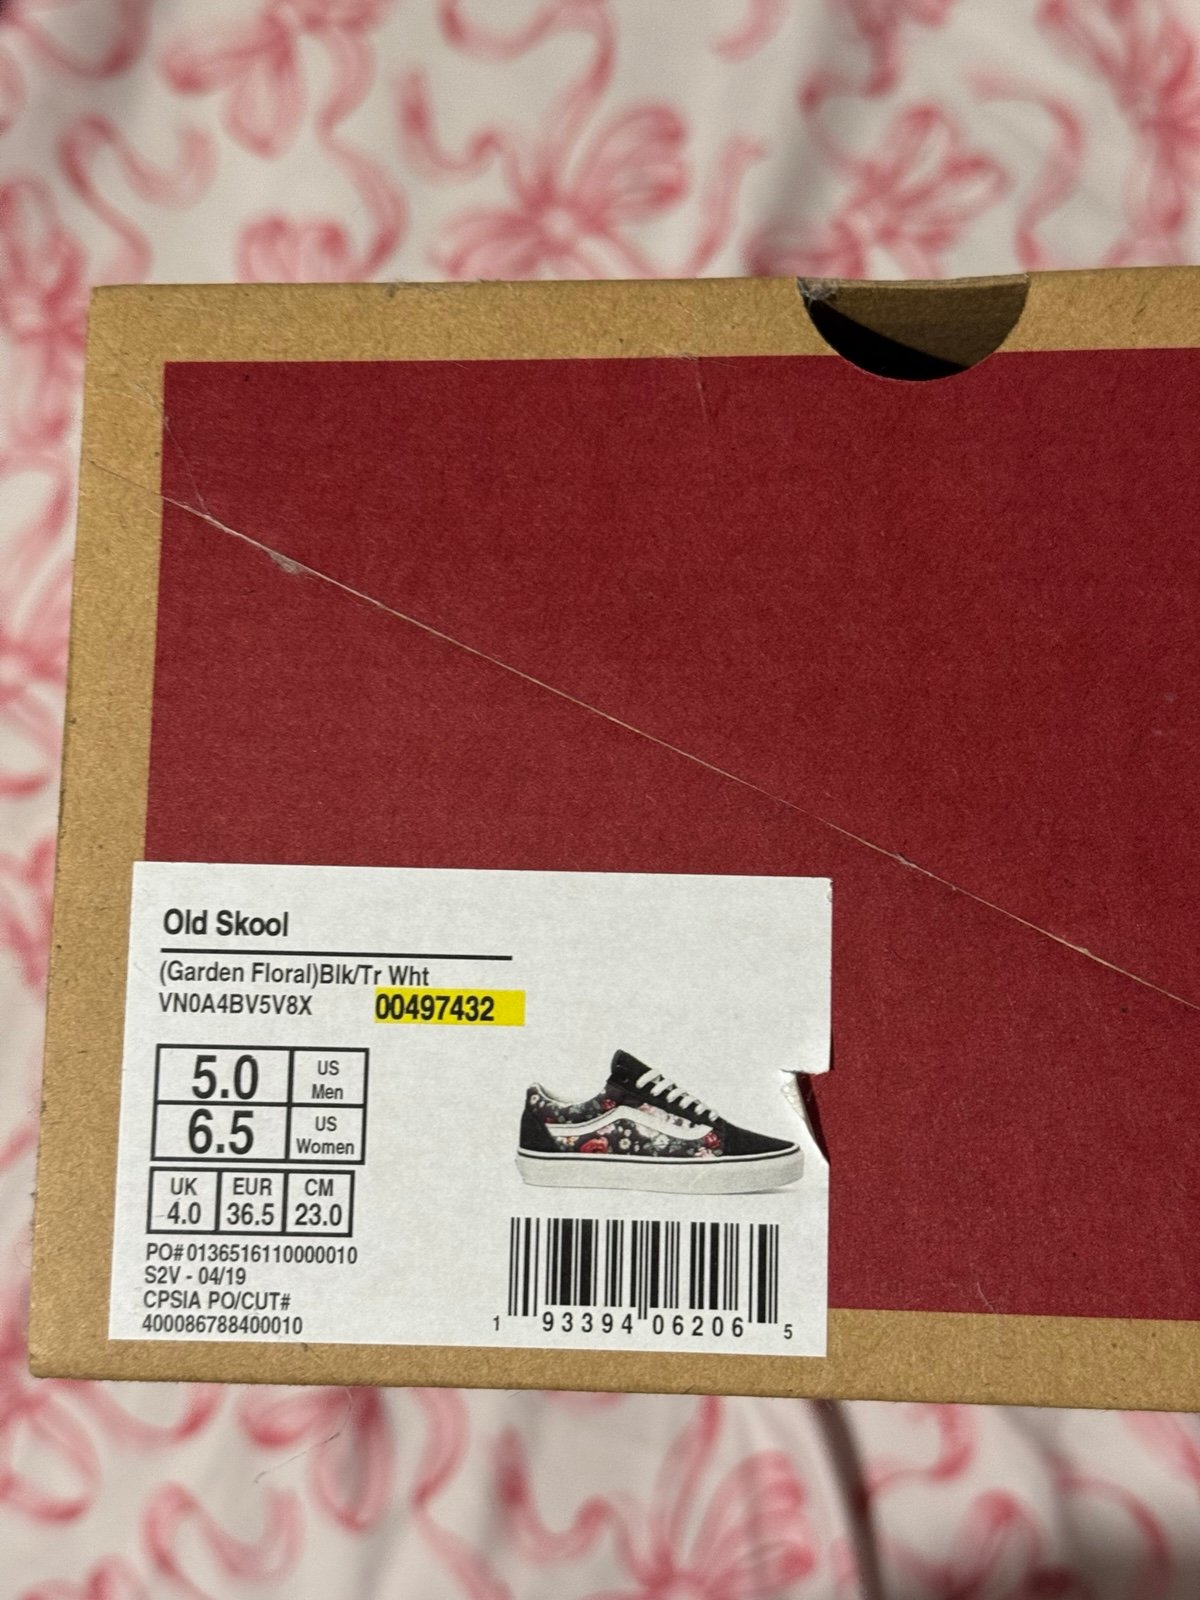 Old Skool
(Garden Floral)Blk/Tr Wht
VN0A4BV5V8X 00497432
5.0 US Men
6.5 US Women
UK EUR CM
4.0 36.5 23.0
PO#0136516110000010
S2V - 04/19
CPSIA PO/CUT#
400086788400010
1 93394 06206 5